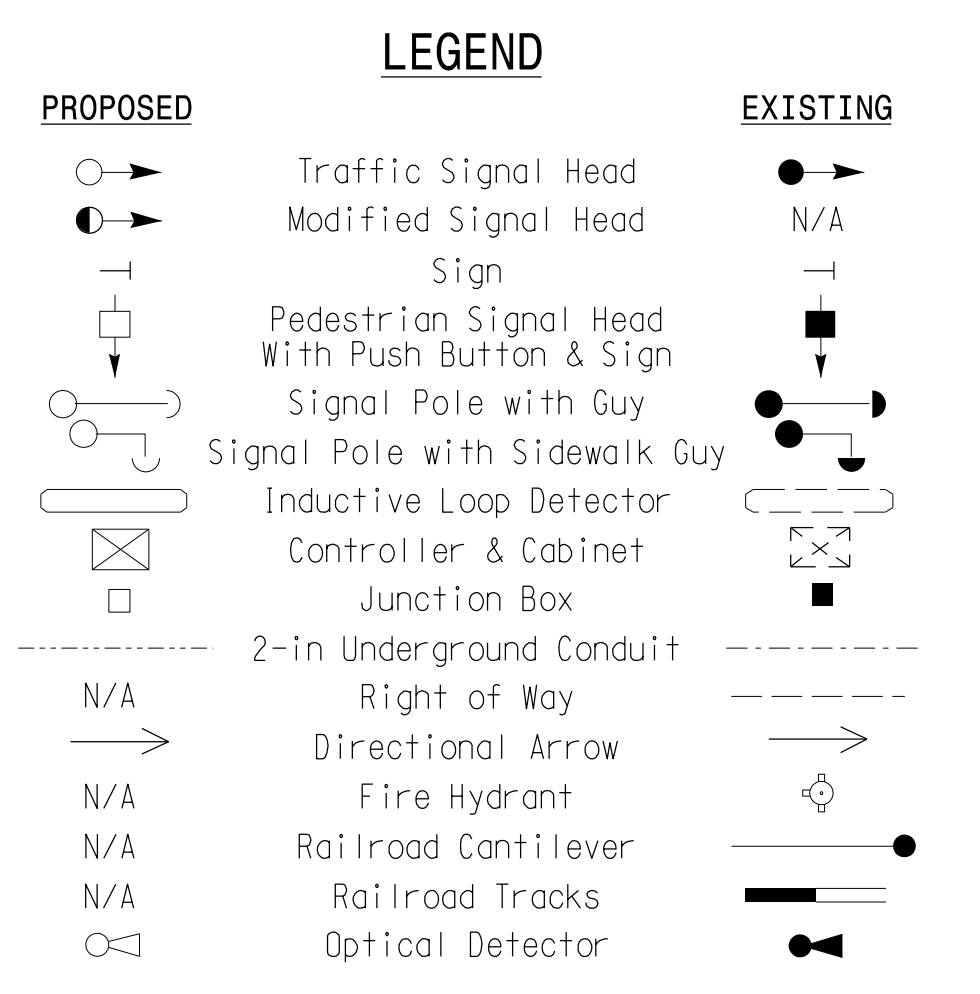 LEGEND
PROPOSED EXISTING
Traffic Signal Head
Modified Signal Head N/A
Sign
Pedestrian Signal Head
With Push Button & Sign
Signal Pole with Guy
Signal Pole with Sidewalk Guy
Inductive Loop Detector
Controller & Cabinet
Junction Box
2-in Underground Conduit
N/A Right of Way
Directional Arrow
N/A Fire Hydrant
N/A Railroad Cantilever
N/A Railroad Tracks
Optical Detector